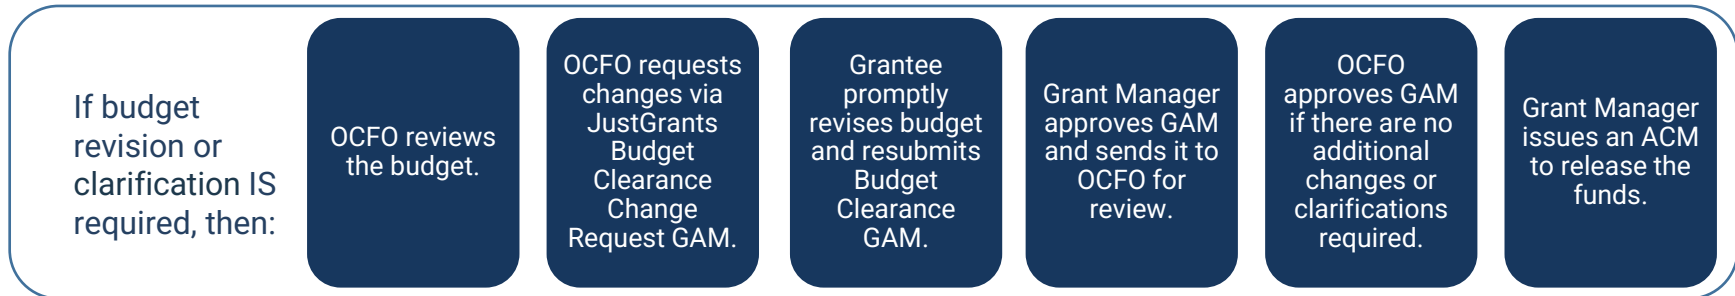 If budget
revision or
clarification IS
required, then:
OCFO reviews
the budget.
OCFO requests
changes via
JustGrants
Budget
Clearance
Change
Request GAM.
Grantee
promptly
revises budget
and resubmits
Budget
Clearance
GAM.
Grant Manager
approves GAM
and sends it to
OCFO for
review.
OCFO
approves GAM
if there are no
additional
changes or
clarifications
required.
Grant Manager
issues an ACM
to release the
funds.